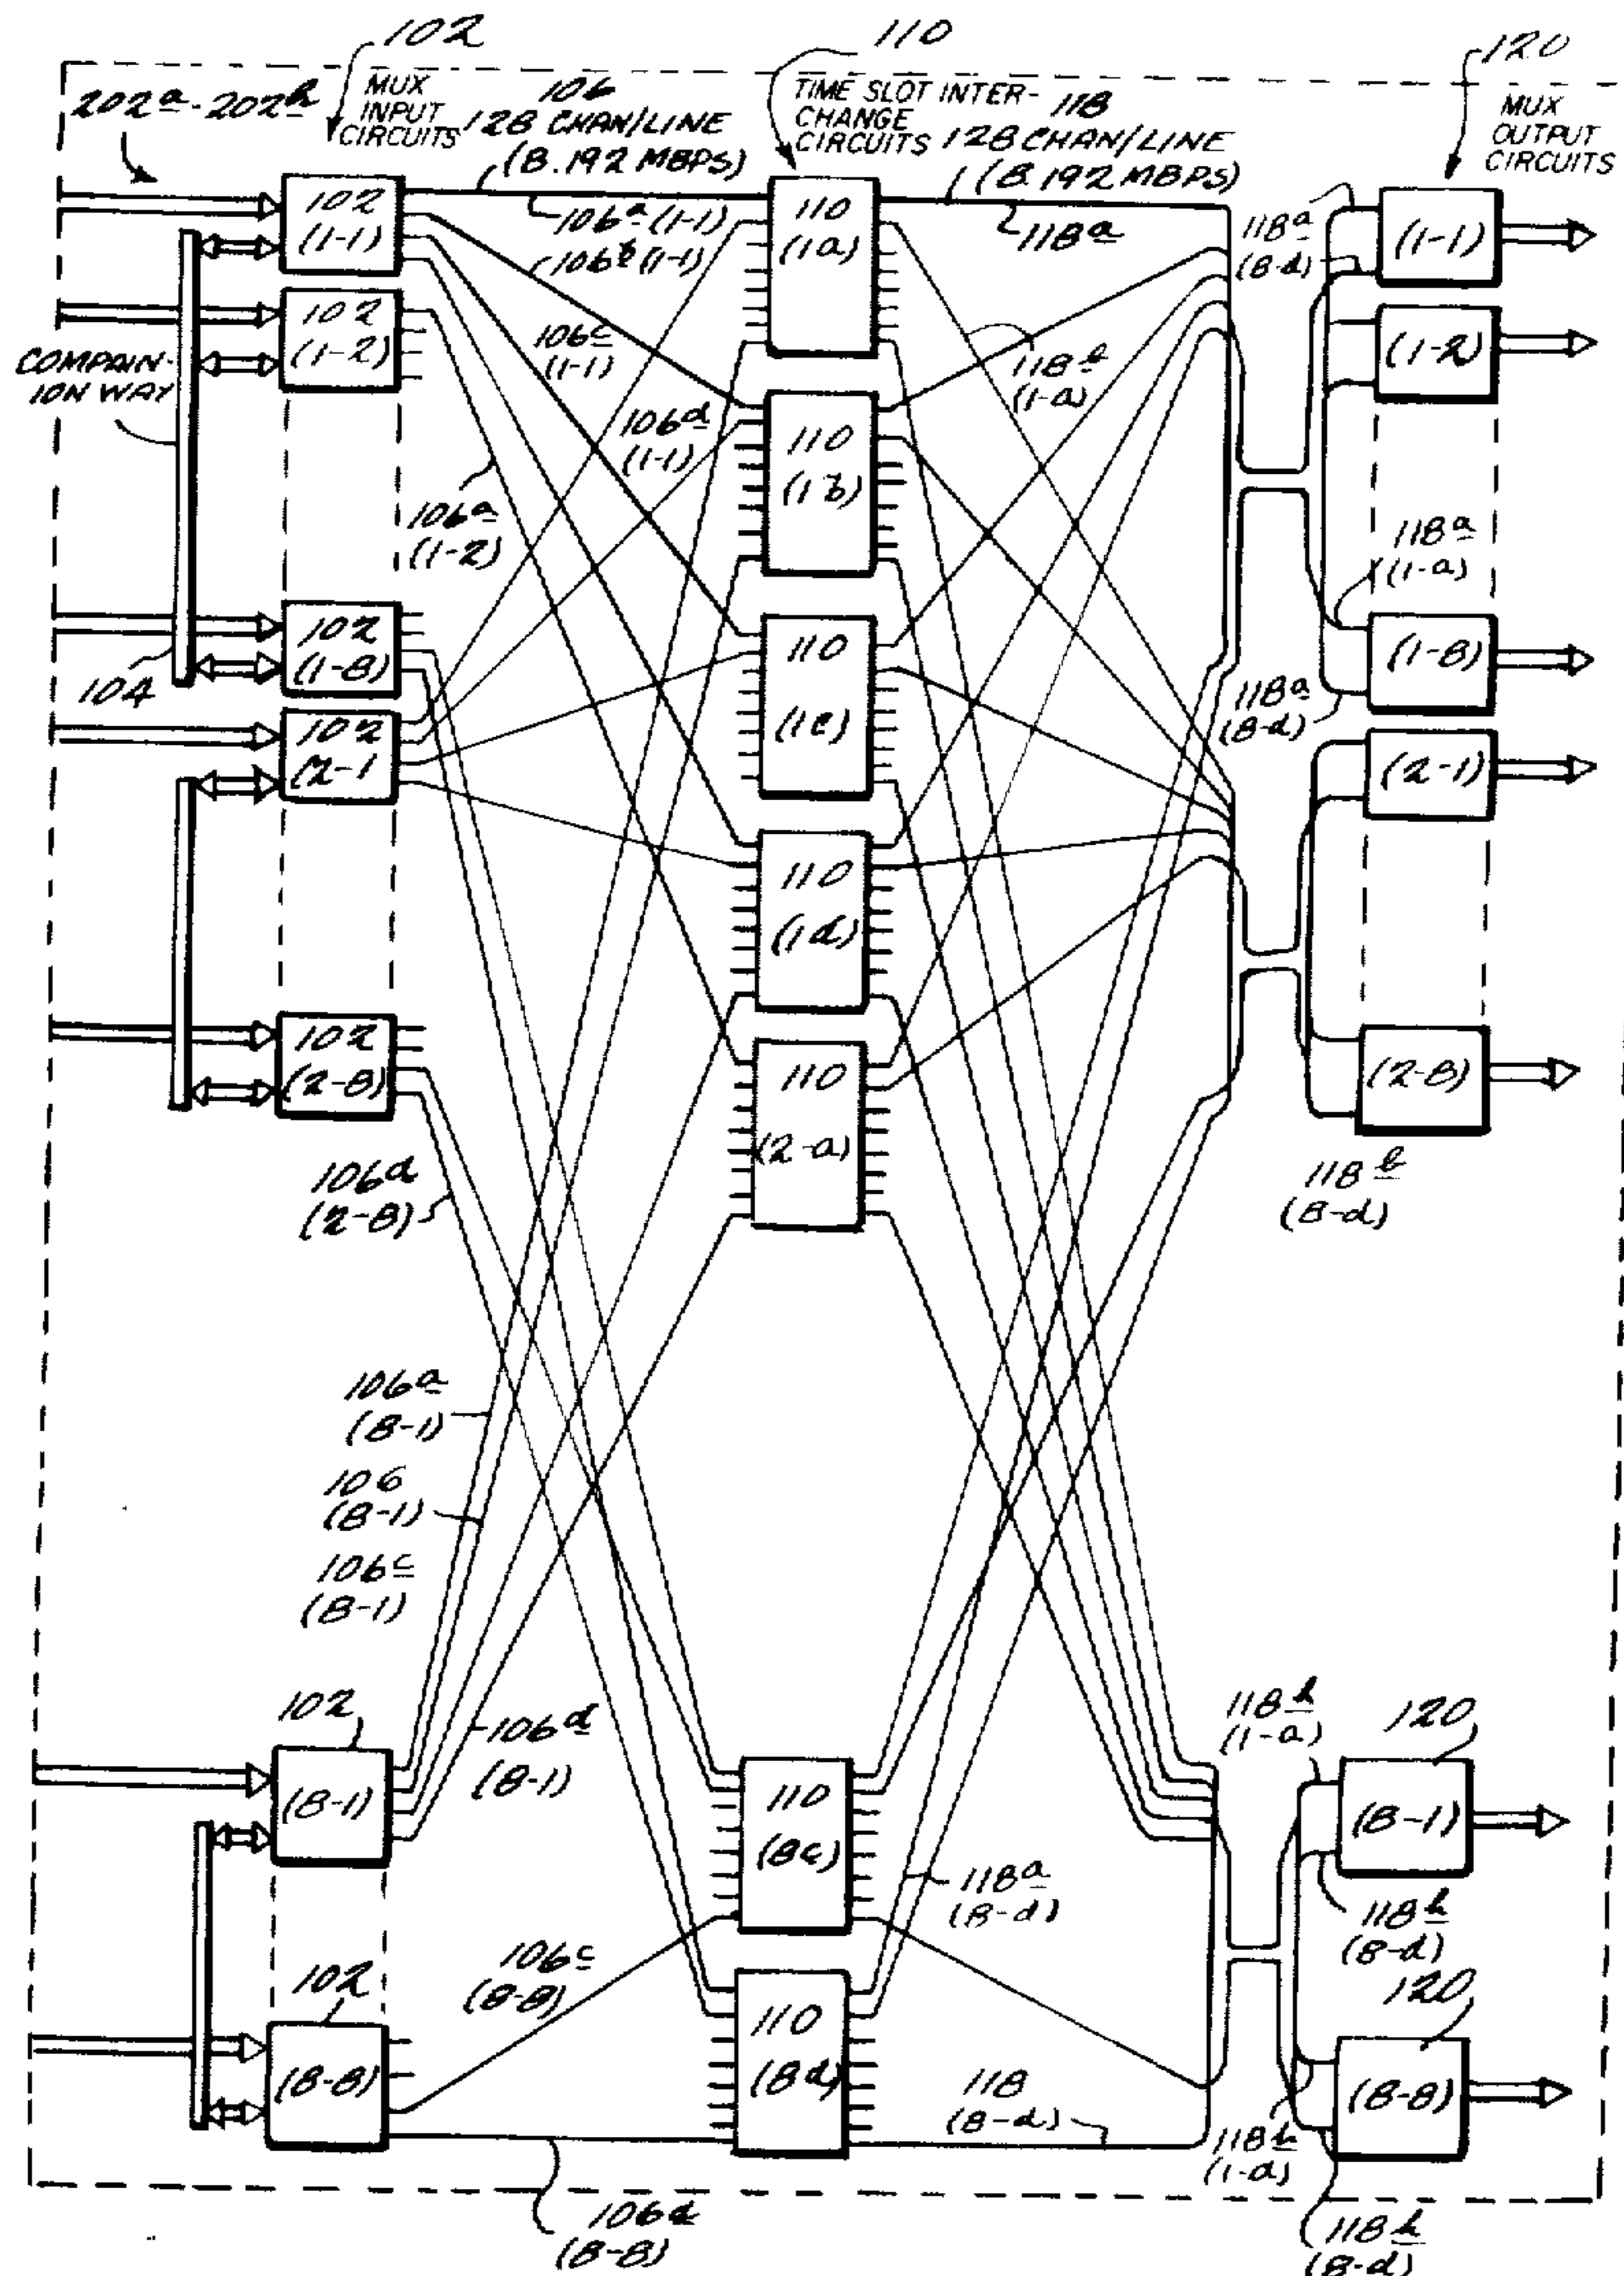 102
110
120
202a-202h
MUX
INPUT
CIRCUITS
106
128 CHAN/LINE
(8.192 MBPS)
TIME SLOT INTER-
CHANGE
CIRCUITS
118
128 CHAN/LINE
(8.192 MBPS)
MUX
OUTPUT
CIRCUITS
102
(1-1)
106a (1-1)
106b (1-1)
110
(1a)
118a
118a
(8-d)
(1-1)
102
(1-2)
COMPAIN-
ION WAY
106c
(1-1)
118b
(1-a)
(1-2)
106d
(1-1)
110
(1b)
106a
(1-2)
118a
(1-a)
102
(1-8)
104
110
(1c)
(1-8)
118a
(8-d)
102
(2-1
(2-1)
110
(1d)
102
(2-8)
110
(2-a)
(2-8)
106d
(2-8)
118b
(8-d)
106a
(8-1)
106
(8-1)
106c
(8-1)
102
(8-1)
106d
(8-1)
110
(8c)
118h
(1-a)
120
(8-1)
118a
(8-d)
118h
(8-d)
102
(8-8)
106c
(8-8)
110
(8d)
118
(8-d)
120
(8-8)
118h
(1-d)
106d
(8-8)
118h
(8-d)